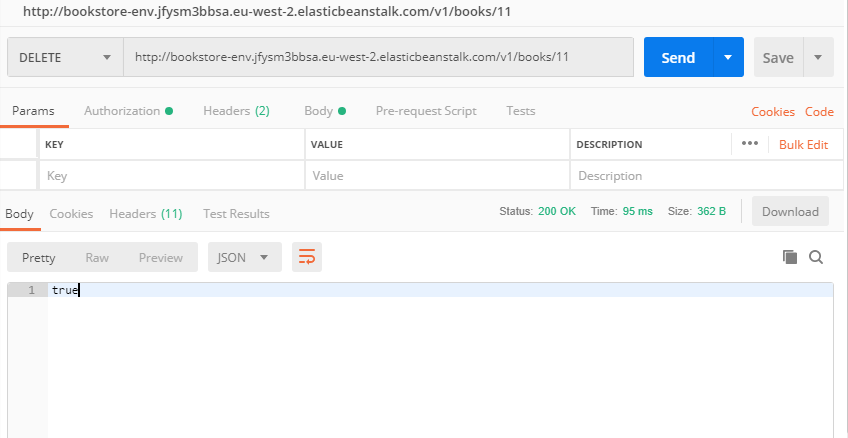 http://bookstore-env.jfysm3bbsa.eu-west-2.elasticbeanstalk.com/v1/books/11
DELETE http://bookstore-env.jfysm3bbsa.eu-west-2.elasticbeanstalk.com/v1/books/11 Send Save
Params Authorization Headers (2) Body Pre-request Script Tests Cookies Code
KEY VALUE DESCRIPTION ••• Bulk Edit
Key Value Description
Body Cookies Headers (11) Test Results Status: 200 OK Time: 95 ms Size: 362 B Download
Pretty Raw Preview JSON
1 true